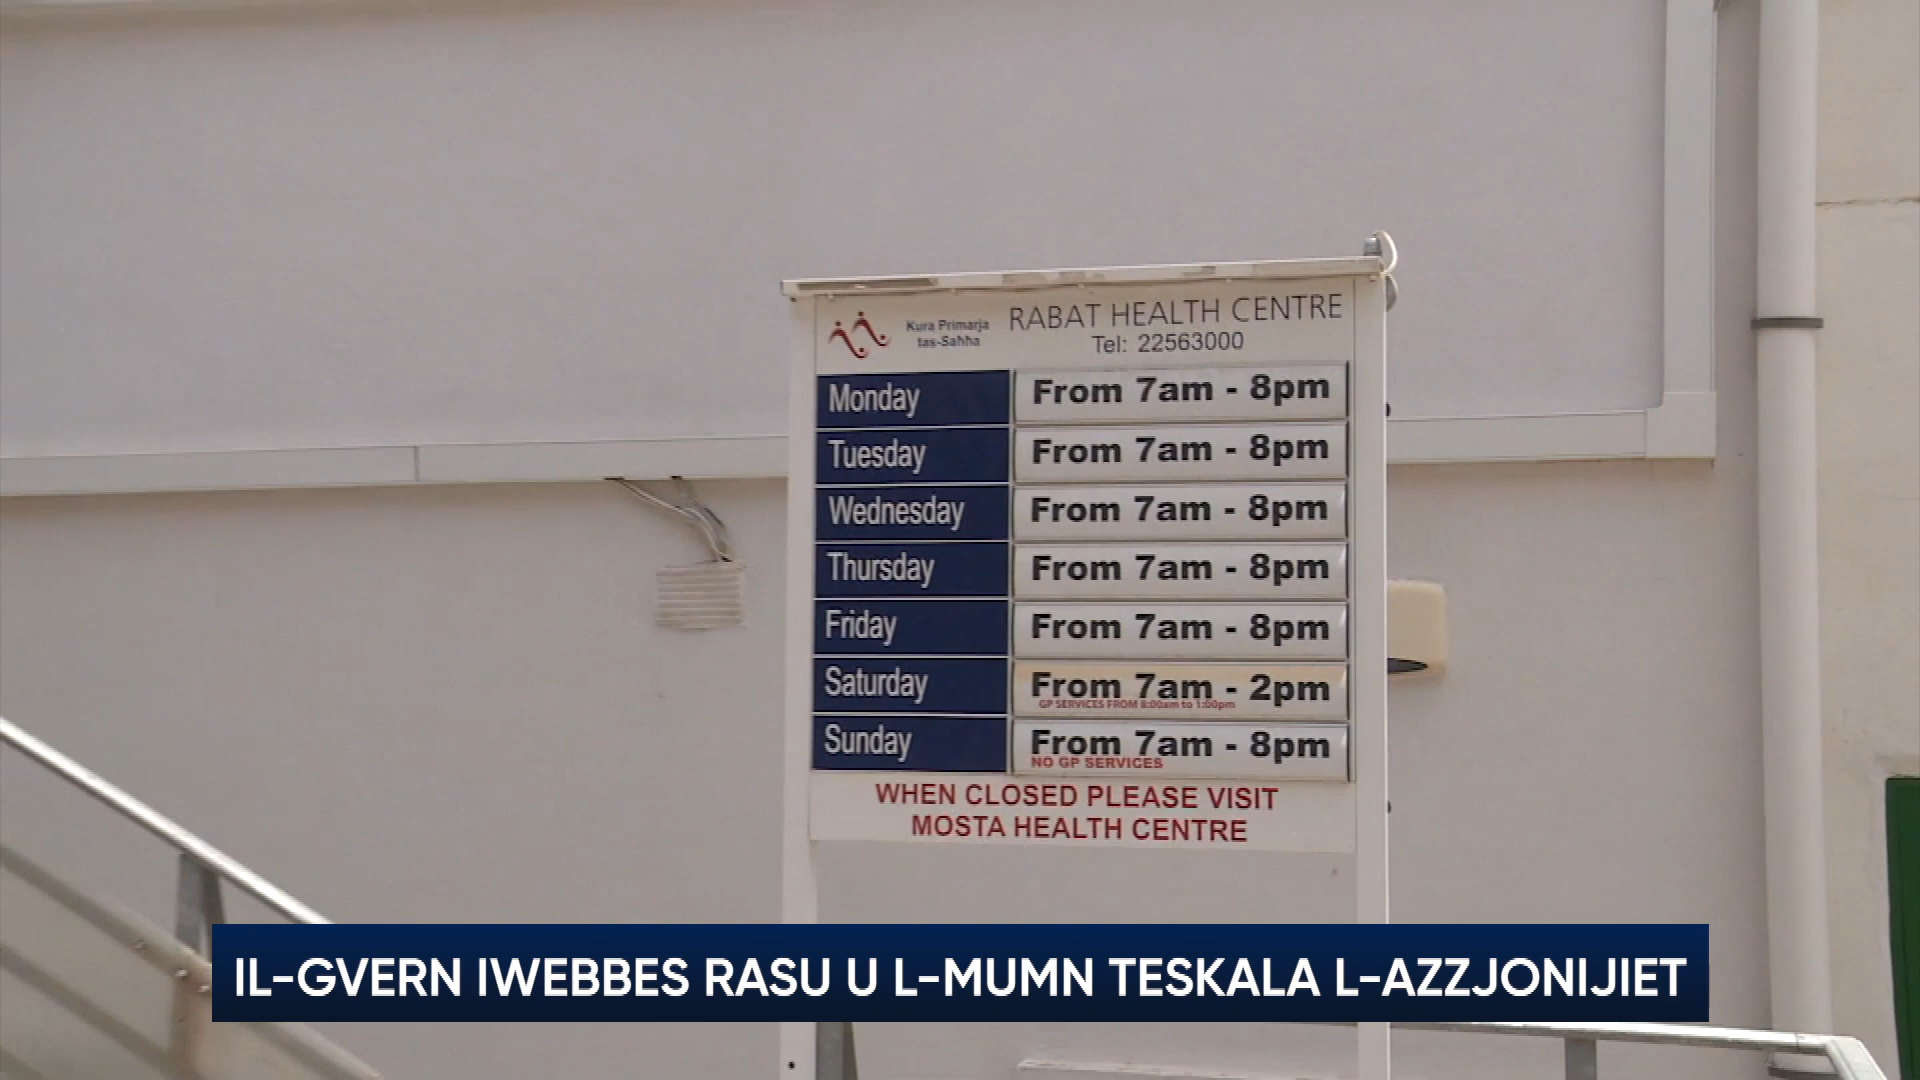 Kura Primarja
tas-Saħħa
RABAT HEALTH CENTRE
Tel: 22563000
Monday From 7am - 8pm
Tuesday From 7am - 8pm
Wednesday From 7am - 8pm
Thursday From 7am - 8pm
Friday From 7am - 8pm
Saturday From 7am - 2pm
GP SERVICES FROM 8:00am to 1:00pm
Sunday From 7am - 8pm
NO GP SERVICES
WHEN CLOSED PLEASE VISIT
MOSTA HEALTH CENTRE
IL-GVERN IWEBBES RASU U L-MUMN TESKALA L-AZZJONIJIET